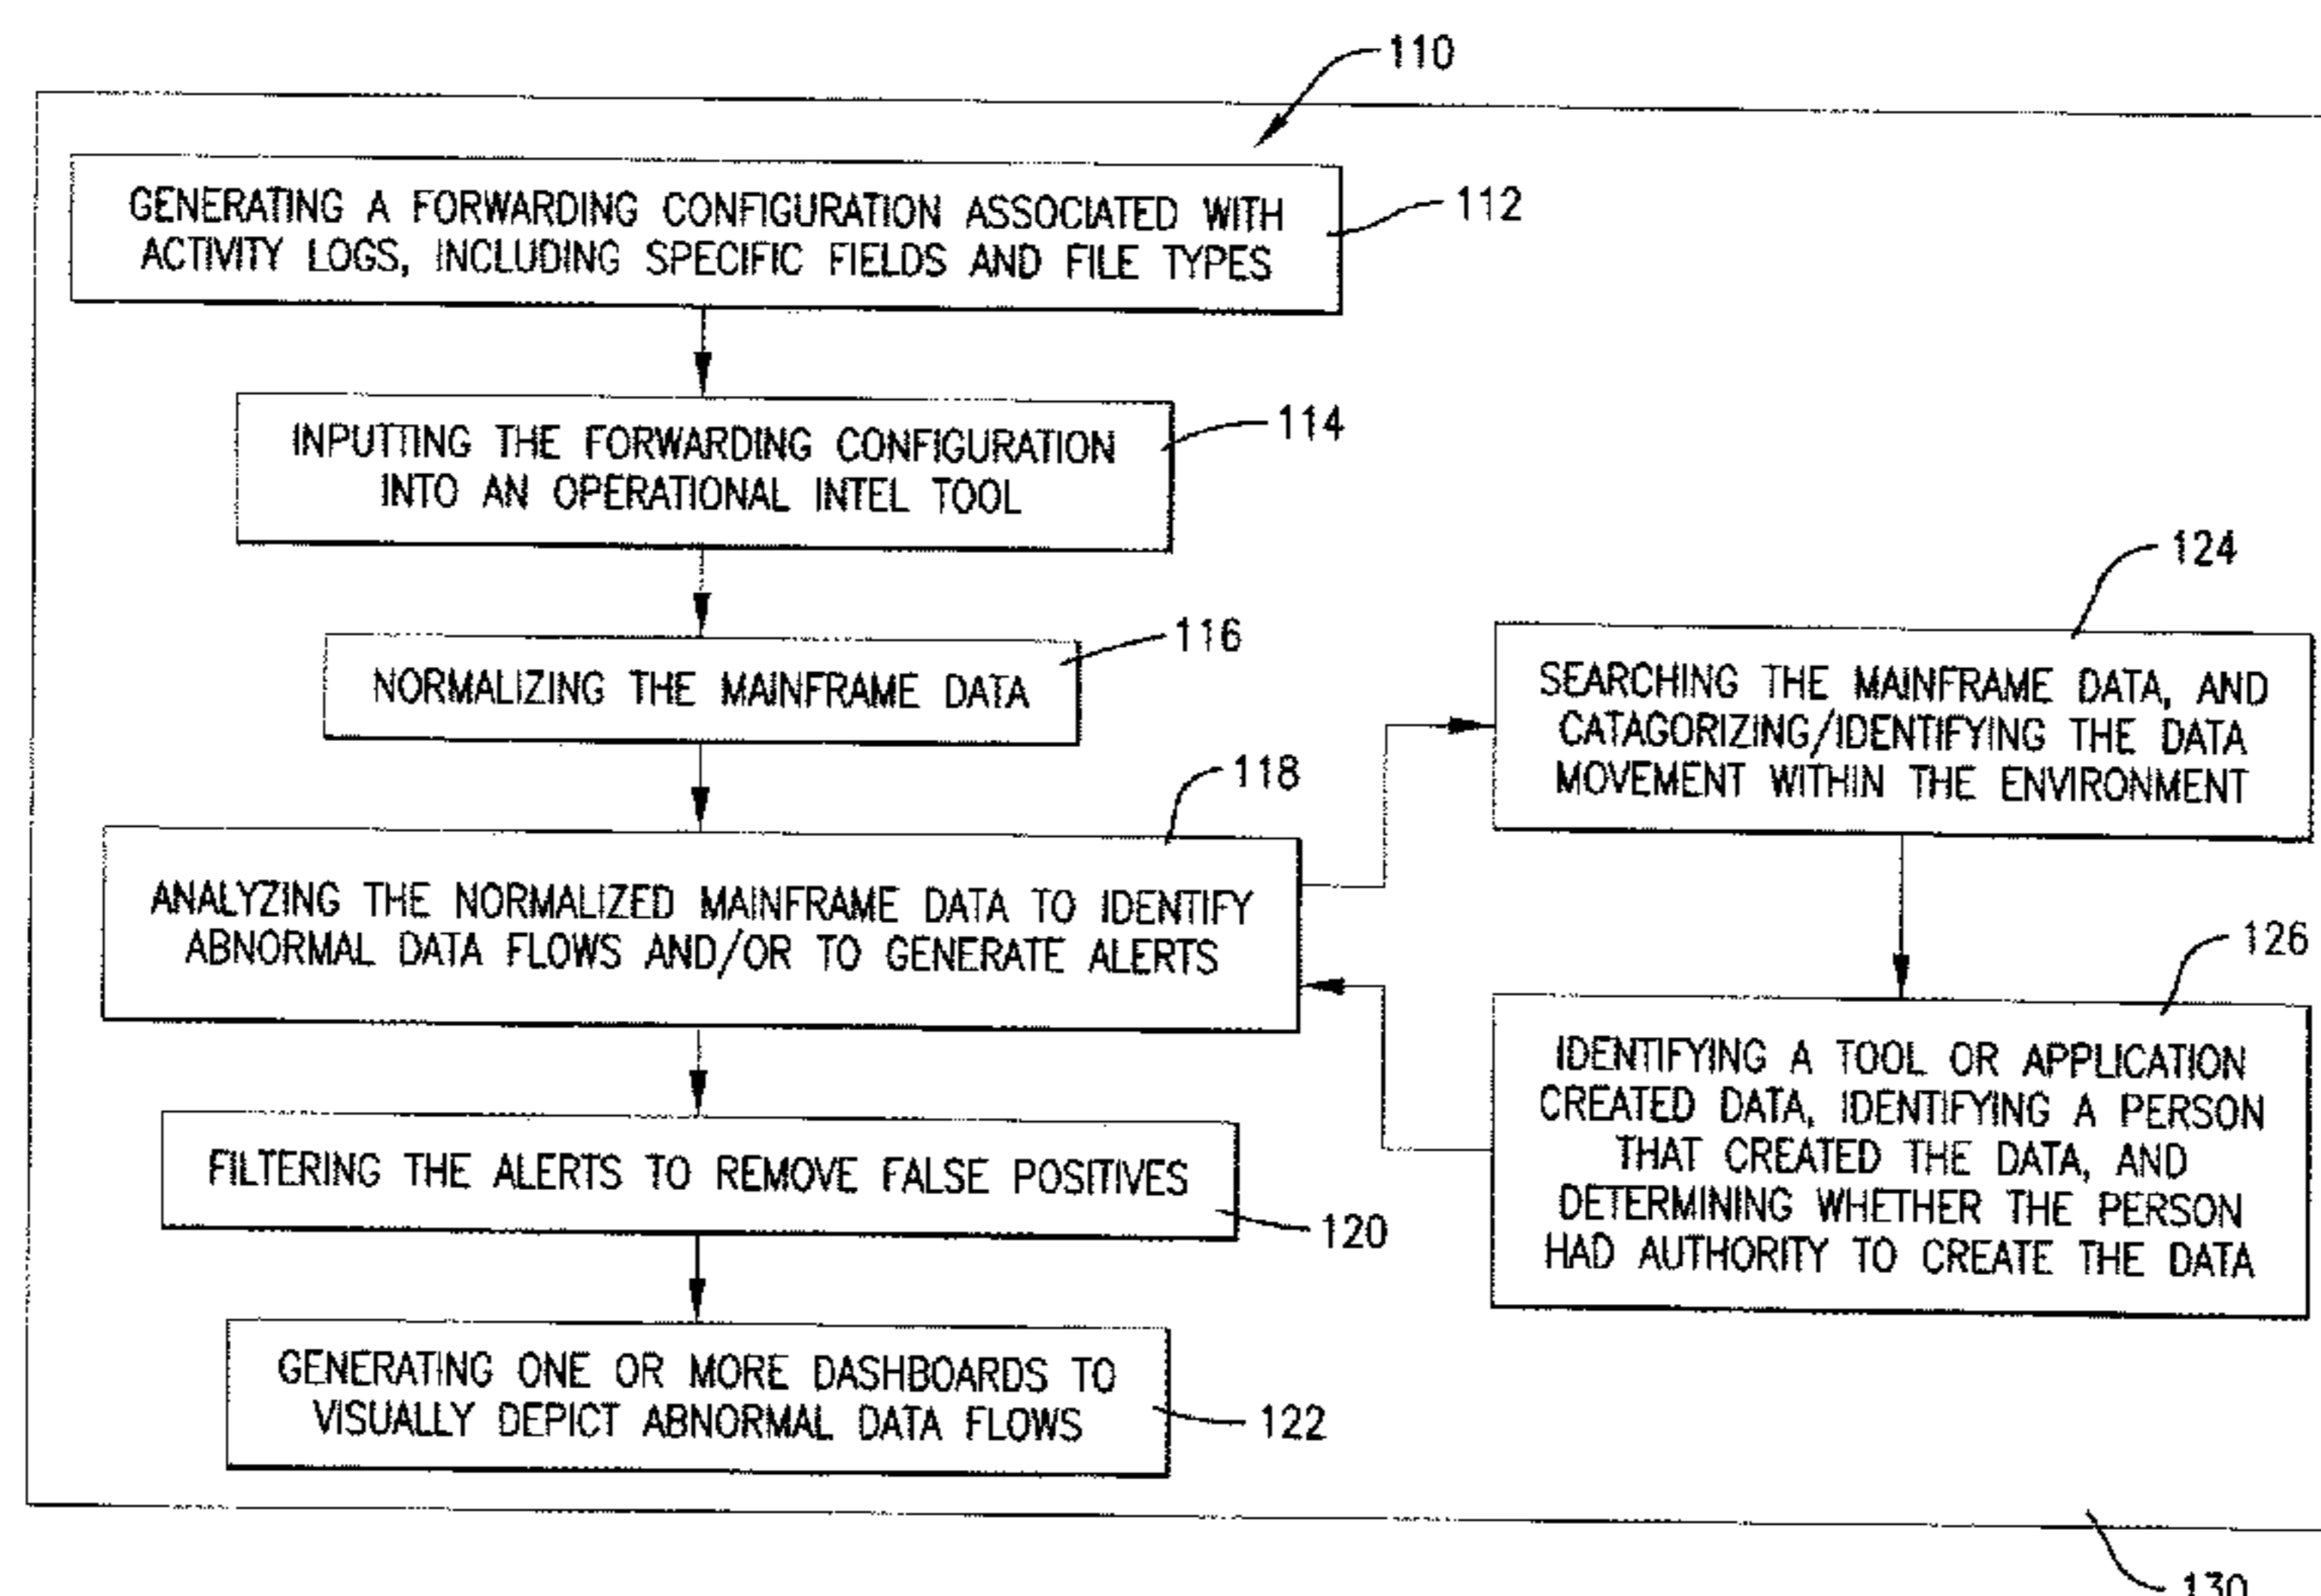 110
GENERATING A FORWARDING CONFIGURATION ASSOCIATED WITH
ACTIVITY LOGS, INCLUDING SPECIFIC FIELDS AND FILE TYPES
112
INPUTTING THE FORWARDING CONFIGURATION
INTO AN OPERATIONAL INTEL TOOL
114
NORMALIZING THE MAINFRAME DATA
116
ANALYZING THE NORMALIZED MAINFRAME DATA TO IDENTIFY
ABNORMAL DATA FLOWS AND/OR TO GENERATE ALERTS
118
FILTERING THE ALERTS TO REMOVE FALSE POSITIVES
120
GENERATING ONE OR MORE DASHBOARDS TO
VISUALLY DEPICT ABNORMAL DATA FLOWS
122
124
SEARCHING THE MAINFRAME DATA, AND
CATAGORIZING/IDENTIFYING THE DATA
MOVEMENT WITHIN THE ENVIRONMENT
126
IDENTIFYING A TOOL OR APPLICATION
CREATED DATA, IDENTIFYING A PERSON
THAT CREATED THE DATA, AND
DETERMINING WHETHER THE PERSON
HAD AUTHORITY TO CREATE THE DATA
130